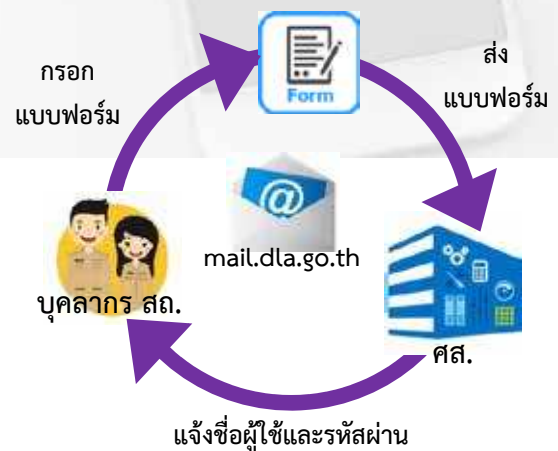 กรอก
แบบฟอร์ม
Form
ส่ง
แบบฟอร์ม
@
mail.dla.go.th
บุคลากร สถ.
ศส.
แจ้งชื่อผู้ใช้และรหัสผ่าน